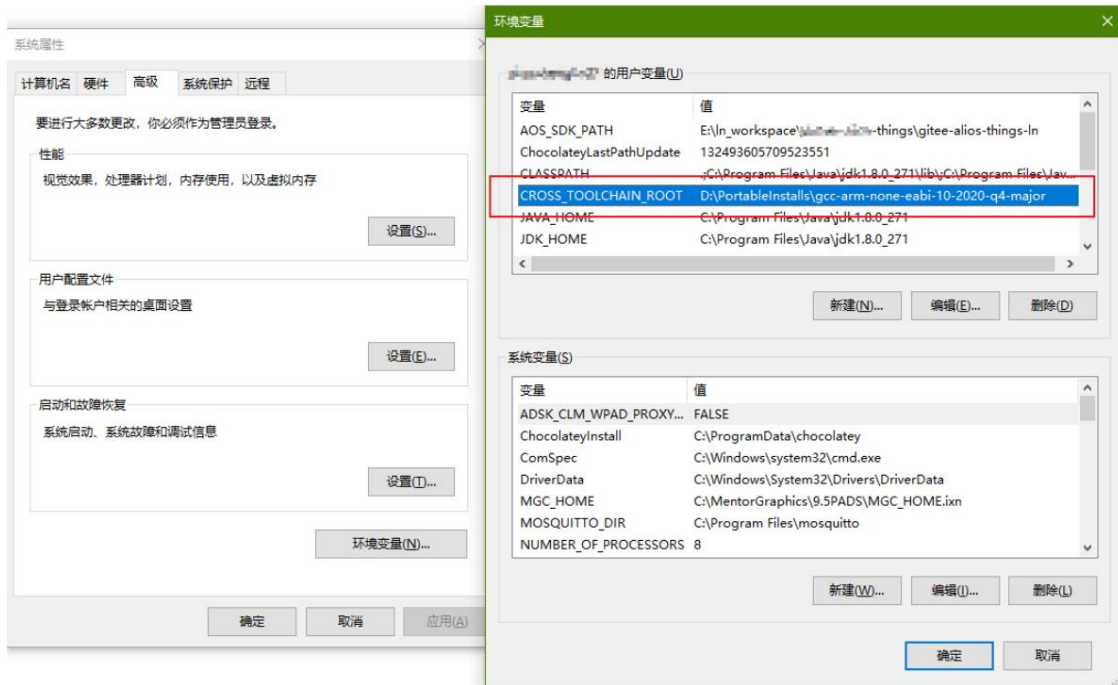 系统属性
计算机名 硬件 高级 系统保护 远程
要进行大多数更改，你必须作为管理员登录。
性能
视觉效果，处理器计划，内存使用，以及虚拟内存
设置(S)...
用户配置文件
与登录帐户相关的桌面设置
设置(E)...
启动和故障恢复
系统启动、系统故障和调试信息
设置(T)...
环境变量(N)...
确定 取消 应用(A)
环境变量
的用户变量(U)
变量 值
AOS_SDK_PATH E:\ln_workspace\ -things\gitee-alios-things-ln
ChocolateyLastPathUpdate 132493605709523551
CLASSPATH .;C:\Program Files\Java\jdk1.8.0_271\lib\;C:\Program Files\Jav...
CROSS_TOOLCHAIN_ROOT D:\PortableInstalls\gcc-arm-none-eabi-10-2020-q4-major
JAVA_HOME C:\Program Files\Java\jdk1.8.0_271
JDK_HOME C:\Program Files\Java\jdk1.8.0_271
新建(N)... 编辑(E)... 删除(D)
系统变量(S)
变量 值
ADSK_CLM_WPAD_PROXY... FALSE
ChocolateyInstall C:\ProgramData\chocolatey
ComSpec C:\Windows\system32\cmd.exe
DriverData C:\Windows\System32\Drivers\DriverData
MGC_HOME C:\MentorGraphics\9.5PADS\MGC_HOME.ixn
MOSQUITTO_DIR C:\Program Files\mosquitto
NUMBER_OF_PROCESSORS 8
新建(W)... 编辑(I)... 删除(L)
确定 取消